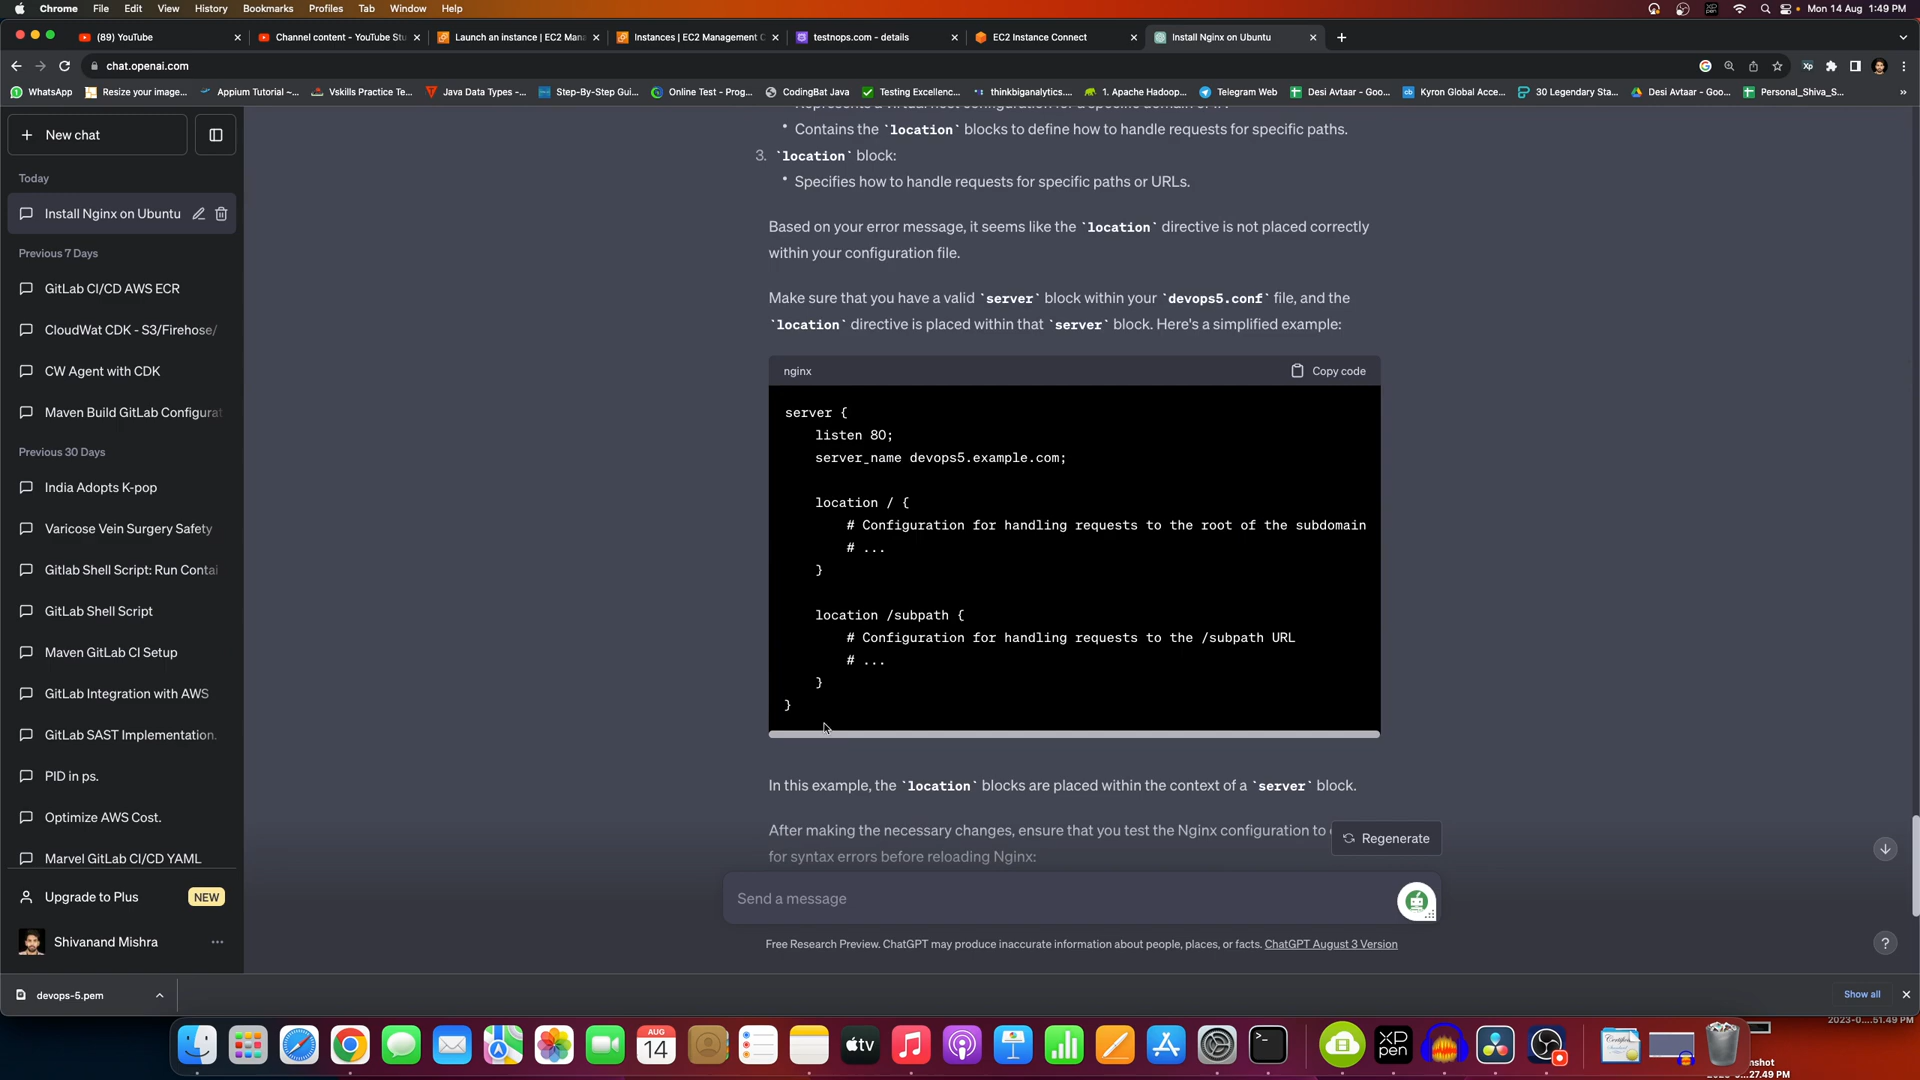 Chrome File Edit View History Bookmarks Profiles Tab Window Help
Mon 14 Aug 1:49 PM
(89) YouTube
Channel content - YouTube Stu
Launch an instance | EC2 Mana
Instances | EC2 Management C
testnops.com - details
EC2 Instance Connect
Install Nginx on Ubuntu
chat.openai.com
WhatsApp
Resize your image...
Appium Tutorial ~...
Vskills Practice Te...
Java Data Types -...
Step-By-Step Gui...
Online Test - Prog...
CodingBat Java
Testing Excellenc...
thinkbiganalytics....
1. Apache Hadoop...
Telegram Web
Desi Avtaar - Goo...
Kyron Global Acce...
30 Legendary Sta...
Desi Avtaar - Goo...
Personal_Shiva_S...
New chat
Today
Install Nginx on Ubuntu
Previous 7 Days
GitLab CI/CD AWS ECR
CloudWat CDK - S3/Firehose/
CW Agent with CDK
Maven Build GitLab Configurat
Previous 30 Days
India Adopts K-pop
Varicose Vein Surgery Safety
Gitlab Shell Script: Run Contai
GitLab Shell Script
Maven GitLab CI Setup
GitLab Integration with AWS
GitLab SAST Implementation.
PID in ps.
Optimize AWS Cost.
Marvel GitLab CI/CD YAML
Upgrade to Plus NEW
Shivanand Mishra
• Contains the `location` blocks to define how to handle requests for specific paths.
3. `location` block:
• Specifies how to handle requests for specific paths or URLs.
Based on your error message, it seems like the `location` directive is not placed correctly
within your configuration file.
Make sure that you have a valid `server` block within your `devops5.conf` file, and the
`location` directive is placed within that `server` block. Here's a simplified example:
nginx Copy code
server {
listen 80;
server_name devops5.example.com;
location / {
# Configuration for handling requests to the root of the subdomain
# ...
}
location /subpath {
# Configuration for handling requests to the /subpath URL
# ...
}
}
In this example, the `location` blocks are placed within the context of a `server` block.
After making the necessary changes, ensure that you test the Nginx configuration to
for syntax errors before reloading Nginx:
Regenerate
Send a message
Free Research Preview. ChatGPT may produce inaccurate information about people, places, or facts. ChatGPT August 3 Version
?
devops-5.pem
Show all
AUG
14
tv
XP
pen